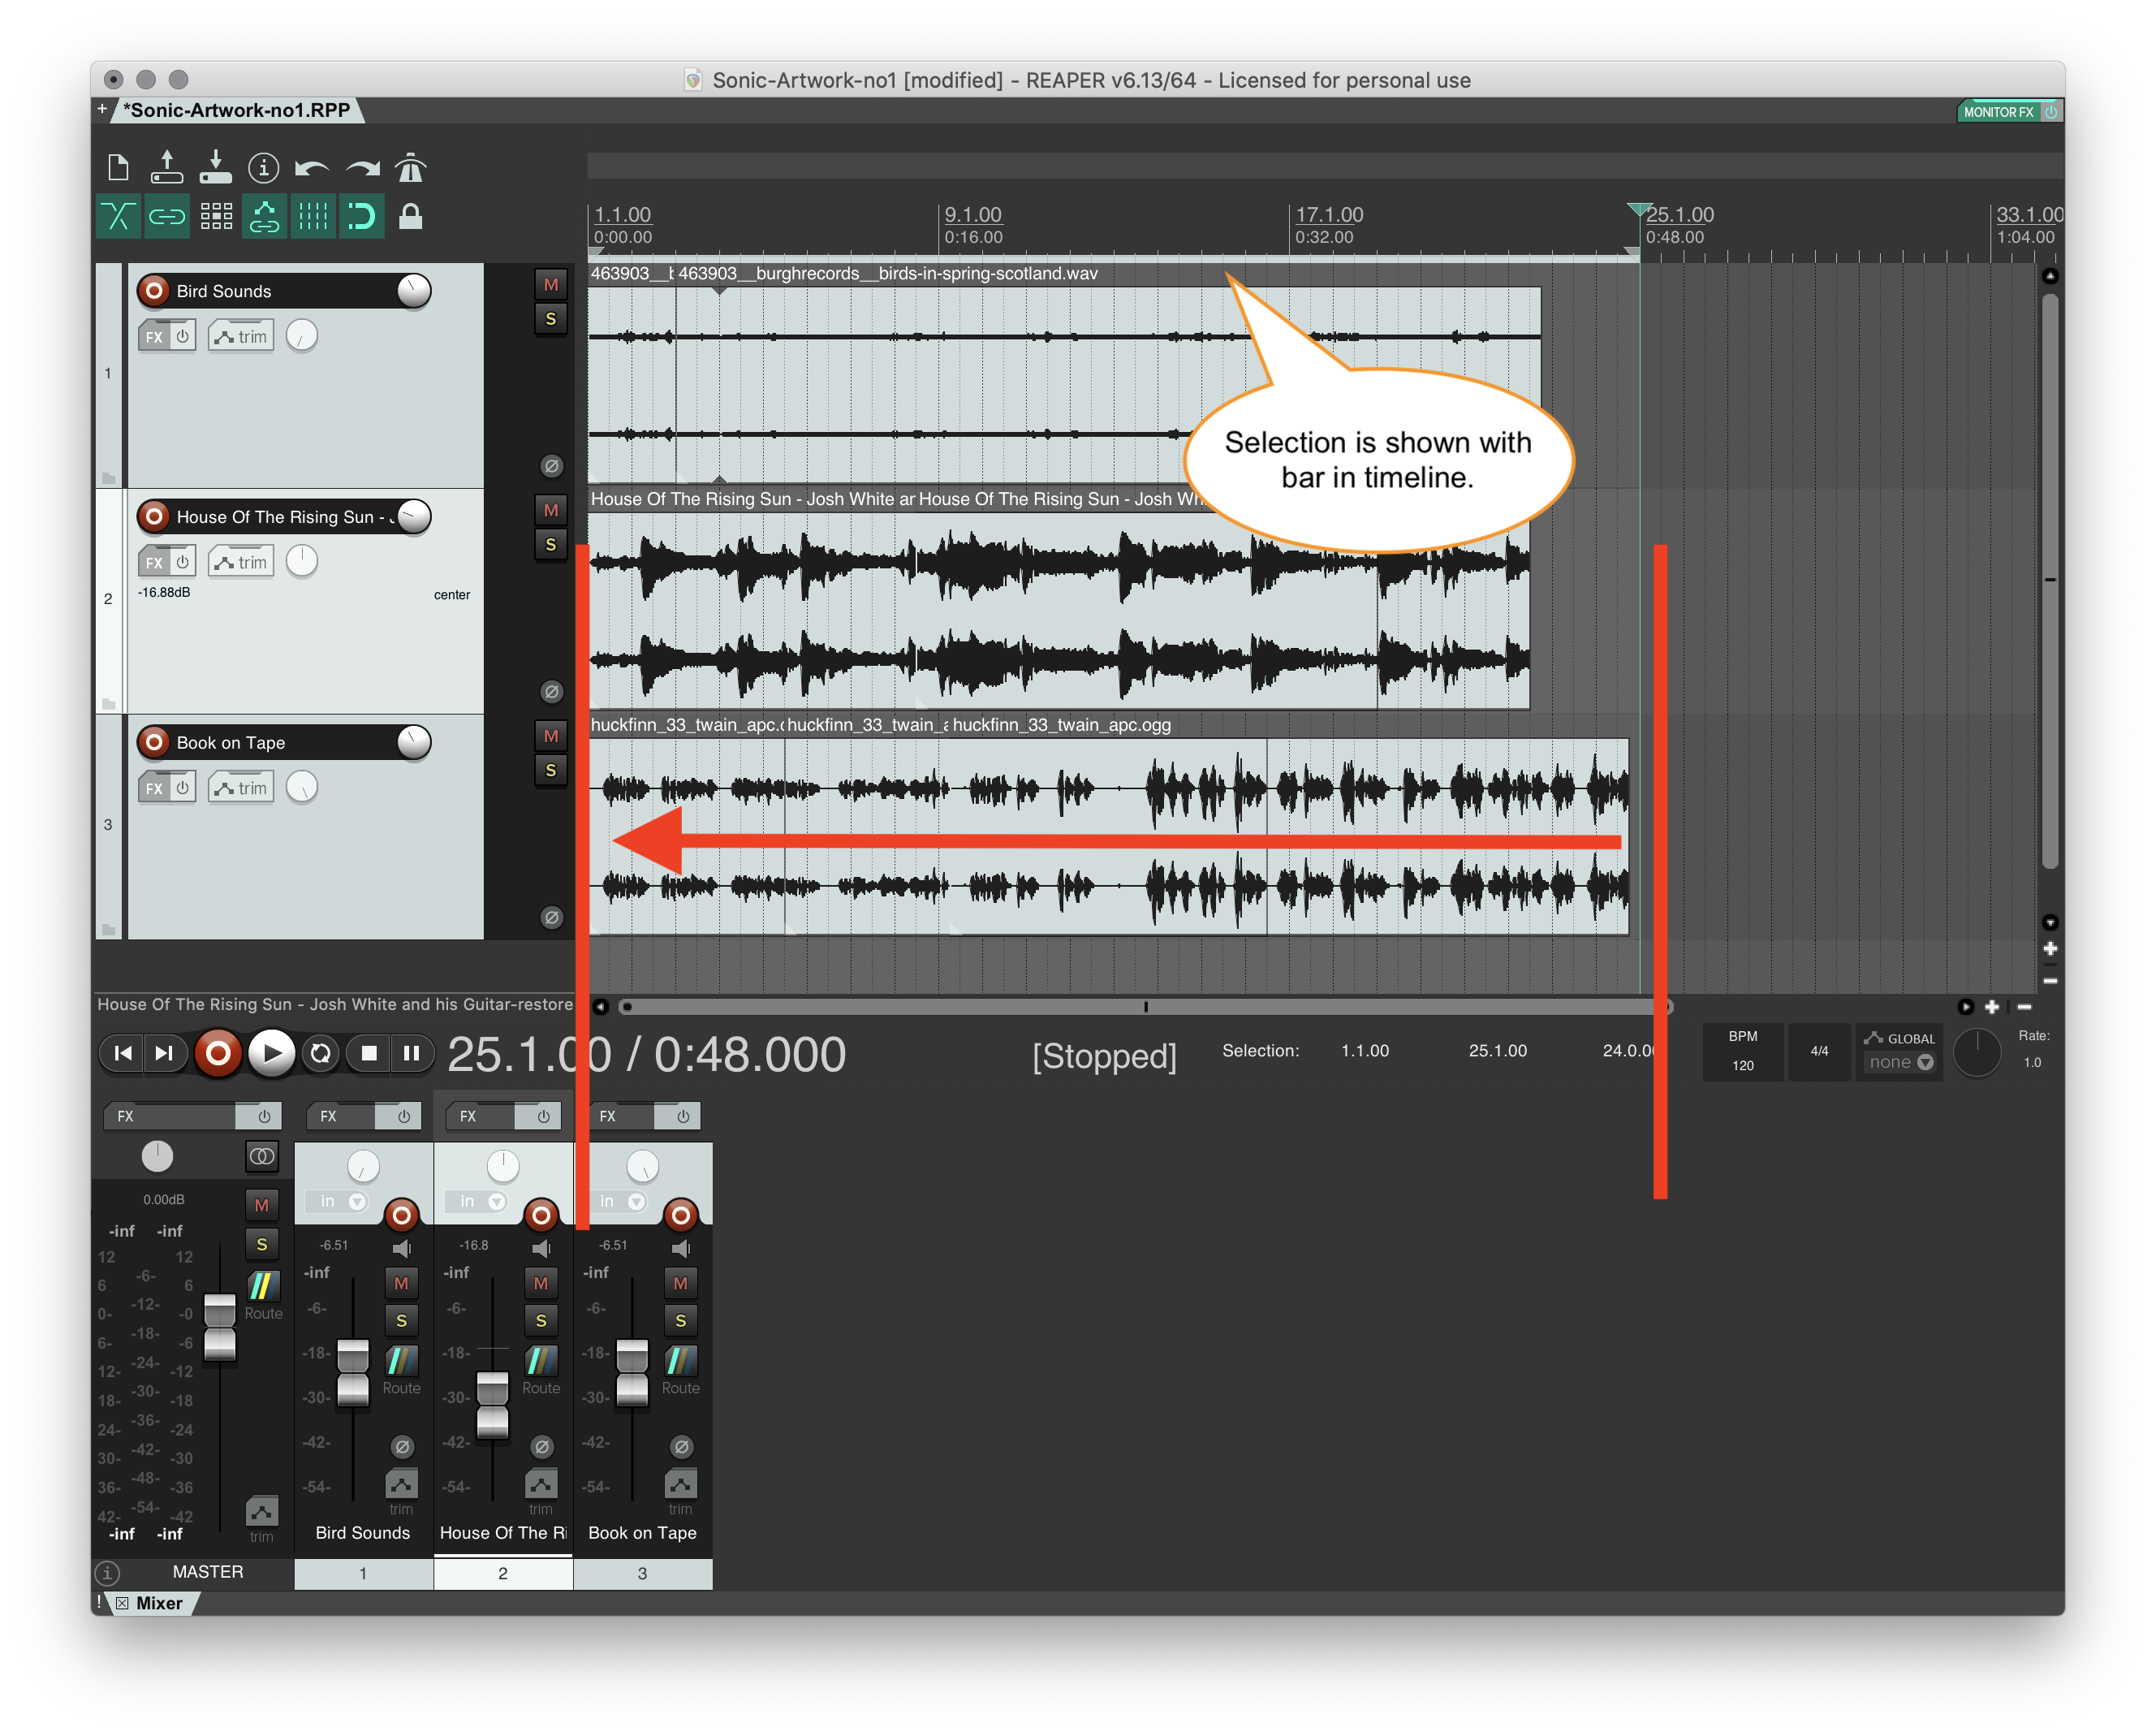 Sonic-Artwork-no1 [modified] - REAPER v6.13/64 - Licensed for personal use
+ *Sonic-Artwork-no1.RPP
MONITOR FX
1.1.00 9.1.00 17.1.00 25.1.00 33.1.00
0:00.00 0:16.00 0:32.00 0:48.00 1:04.00
463903__b 463903__burghrecords__birds-in-spring-scotland.wav
Bird Sounds
M
S
FX trim
1
Selection is shown with
bar in timeline.
House Of The Rising Sun - Josh White ar House Of The Rising Sun - Josh Wh
House Of The Rising Sun - J
M
S
FX trim
-16.88dB center
2
huckfinn_33_twain_apc.o huckfinn_33_twain_a huckfinn_33_twain_apc.ogg
Book on Tape
M
S
FX trim
3
House Of The Rising Sun - Josh White and his Guitar-restore
25.1.00 / 0:48.000
[Stopped]
Selection: 1.1.00 25.1.00 24.0.00
BPM
120
4/4
GLOBAL
none
Rate:
1.0
FX FX FX FX
in in in
0.00dB
M
-inf -inf
S
12 12
6 -6- 6
0- -12- -0
6- -18- -6
12- -24- -12
18- -30- -18
24- -36- -24
30- -42- -30
36- -48- -36
42- -54- -42
-inf -inf
Route
trim
MASTER
-6.51
-inf
M
-6-
S
-18-
Route
-30-
-42-
-54-
trim
Bird Sounds
1
-16.8
-inf
M
-6-
S
-18-
Route
-30-
-42-
-54-
trim
House Of The Ri
2
-6.51
-inf
M
-6-
S
-18-
Route
-30-
-42-
-54-
trim
Book on Tape
3
! Mixer